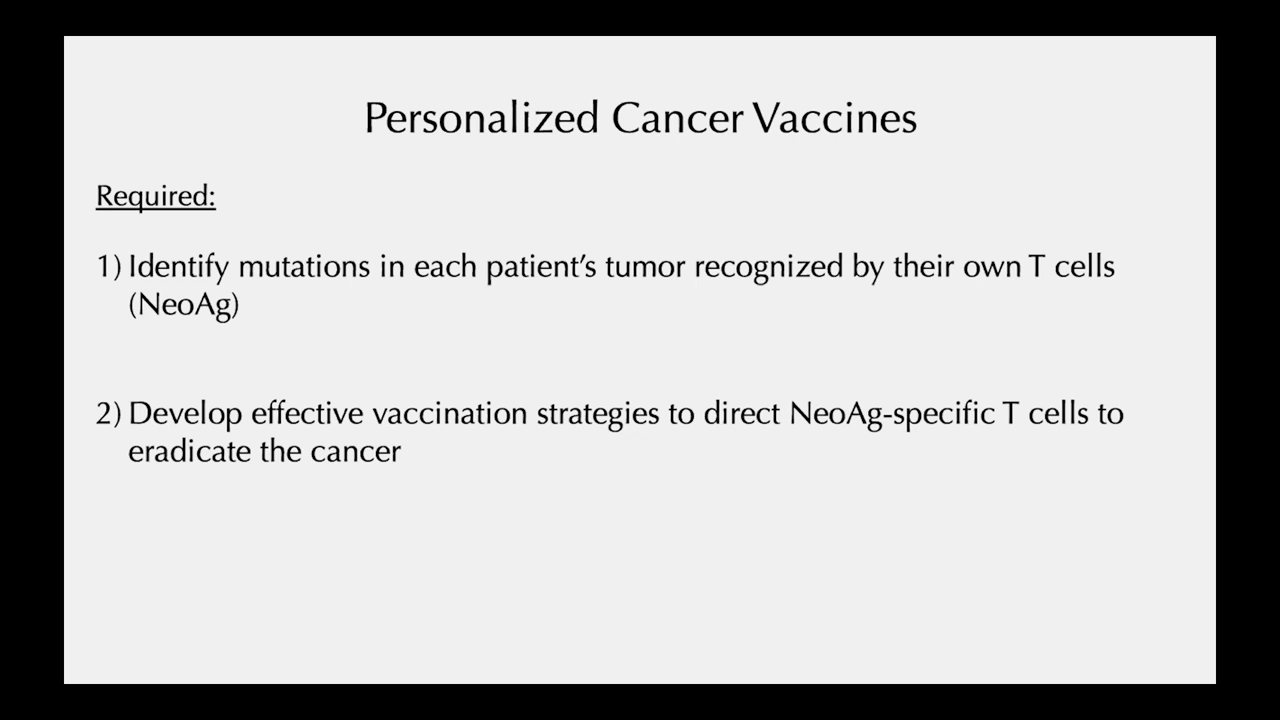 Personalized Cancer Vaccines
Required:
1) Identify mutations in each patient’s tumor recognized by their own T cells
(NeoAg)
2) Develop effective vaccination strategies to direct NeoAg-specific T cells to
eradicate the cancer